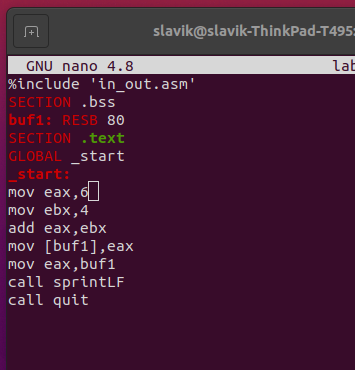 slavik@slavik-ThinkPad-T495:
GNU nano 4.8 lab
%include 'in_out.asm'
SECTION .bss
buf1: RESB 80
SECTION .text
GLOBAL _start
_start:
mov eax,6
mov ebx,4
add eax,ebx
mov [buf1],eax
mov eax,buf1
call sprintLF
call quit